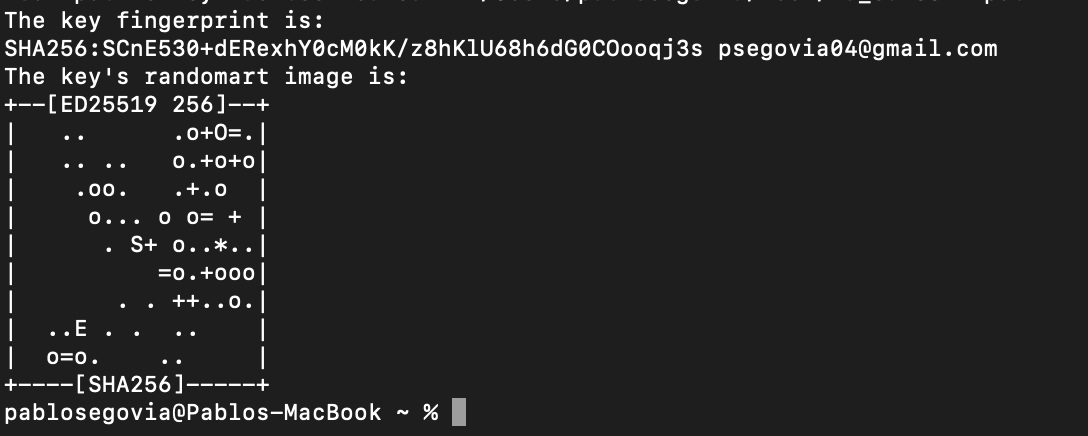 The key fingerprint is:
SHA256:SCnE530+dERexhY0cM0kK/z8hKlU68h6dG0COooqj3s psegovia04@gmail.com
The key's randomart image is:
+--[ED25519 256]--+
|    ..       .o+O=.|
|    .. ..    o.+o+o|
|     .oo.    .+.o  |
|      o... o o= +  |
|       . S+ o..*.. |
|           =o.+ooo |
|        . . ++..o. |
|   ..E . .   ..    |
|   o=o.     ..     |
+----[SHA256]-----+
pablosegovia@Pablos-MacBook ~ %